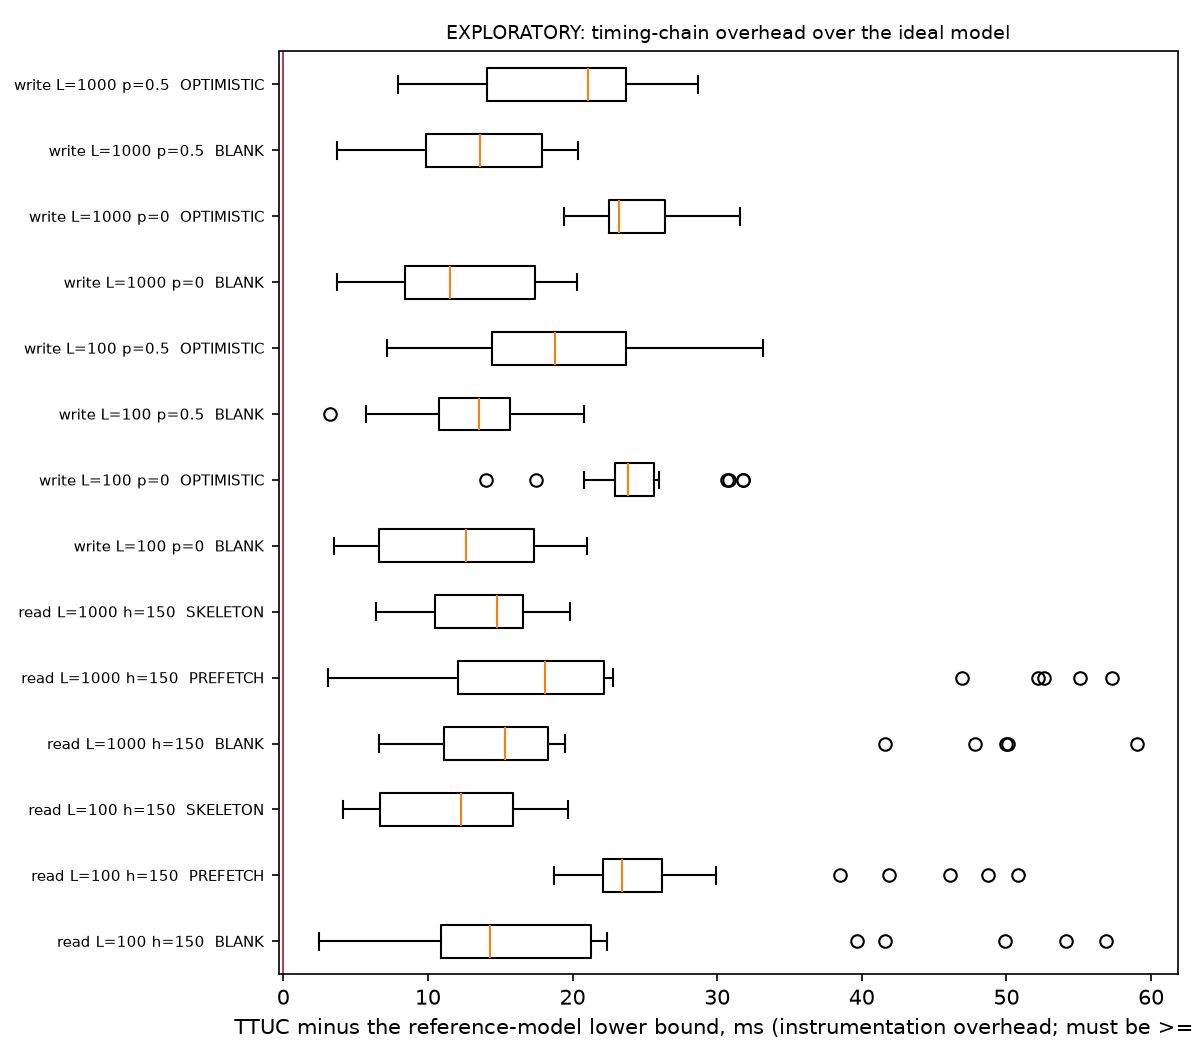 EXPLORATORY: timing-chain overhead over the ideal model
write L=1000 p=0.5 OPTIMISTIC
write L=1000 p=0.5 BLANK
write L=1000 p=0 OPTIMISTIC
write L=1000 p=0 BLANK
write L=100 p=0.5 OPTIMISTIC
write L=100 p=0.5 BLANK
write L=100 p=0 OPTIMISTIC
write L=100 p=0 BLANK
read L=1000 h=150 SKELETON
read L=1000 h=150 PREFETCH
read L=1000 h=150 BLANK
read L=100 h=150 SKELETON
read L=100 h=150 PREFETCH
read L=100 h=150 BLANK
0 10 20 30 40 50 60
TTUC minus the reference-model lower bound, ms (instrumentation overhead; must be >=